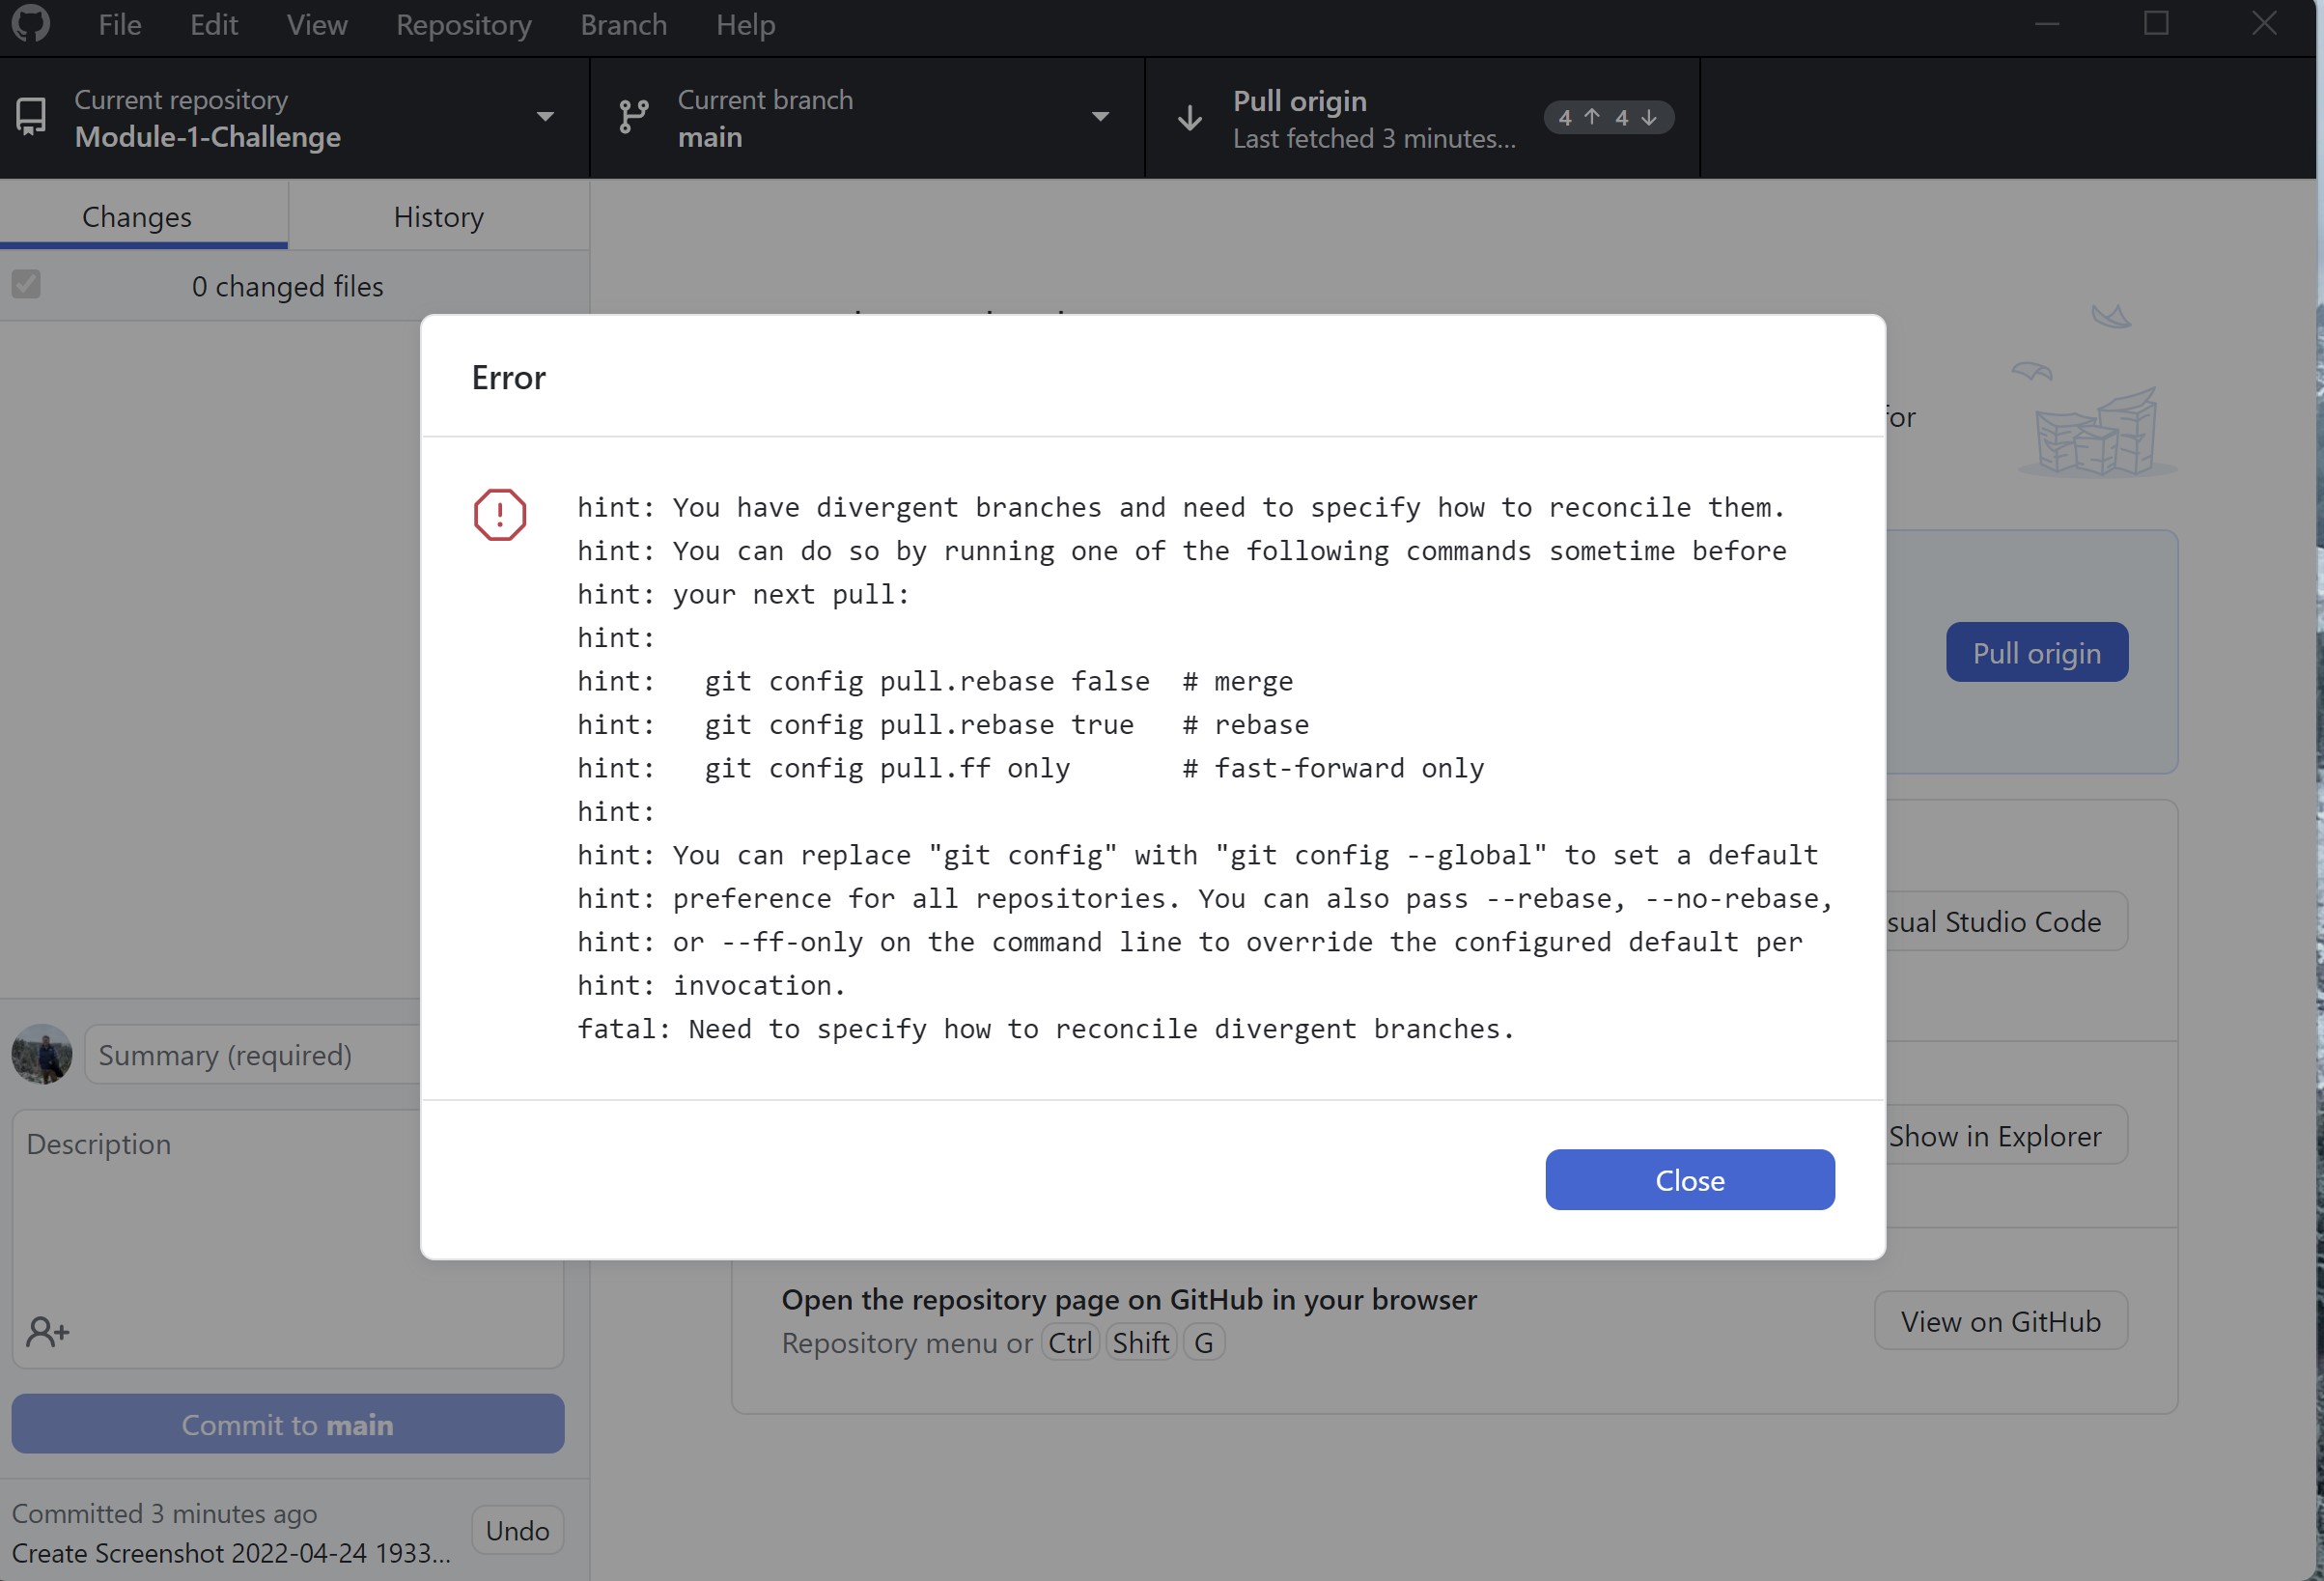 File Edit View Repository Branch Help
Current repository
Module-1-Challenge
Current branch
main
Pull origin
Last fetched 3 minutes...
4 ↑ 4 ↓
Changes History
0 changed files
for
Error
hint: You have divergent branches and need to specify how to reconcile them.
hint: You can do so by running one of the following commands sometime before
hint: your next pull:
hint:
hint:   git config pull.rebase false  # merge
hint:   git config pull.rebase true   # rebase
hint:   git config pull.ff only       # fast-forward only
hint:
hint: You can replace "git config" with "git config --global" to set a default
hint: preference for all repositories. You can also pass --rebase, --no-rebase,
hint: or --ff-only on the command line to override the configured default per
hint: invocation.
fatal: Need to specify how to reconcile divergent branches.
Close
Pull origin
sual Studio Code
Show in Explorer
Open the repository page on GitHub in your browser
Repository menu or Ctrl Shift G
View on GitHub
Summary (required)
Description
Commit to main
Committed 3 minutes ago
Create Screenshot 2022-04-24 1933...
Undo